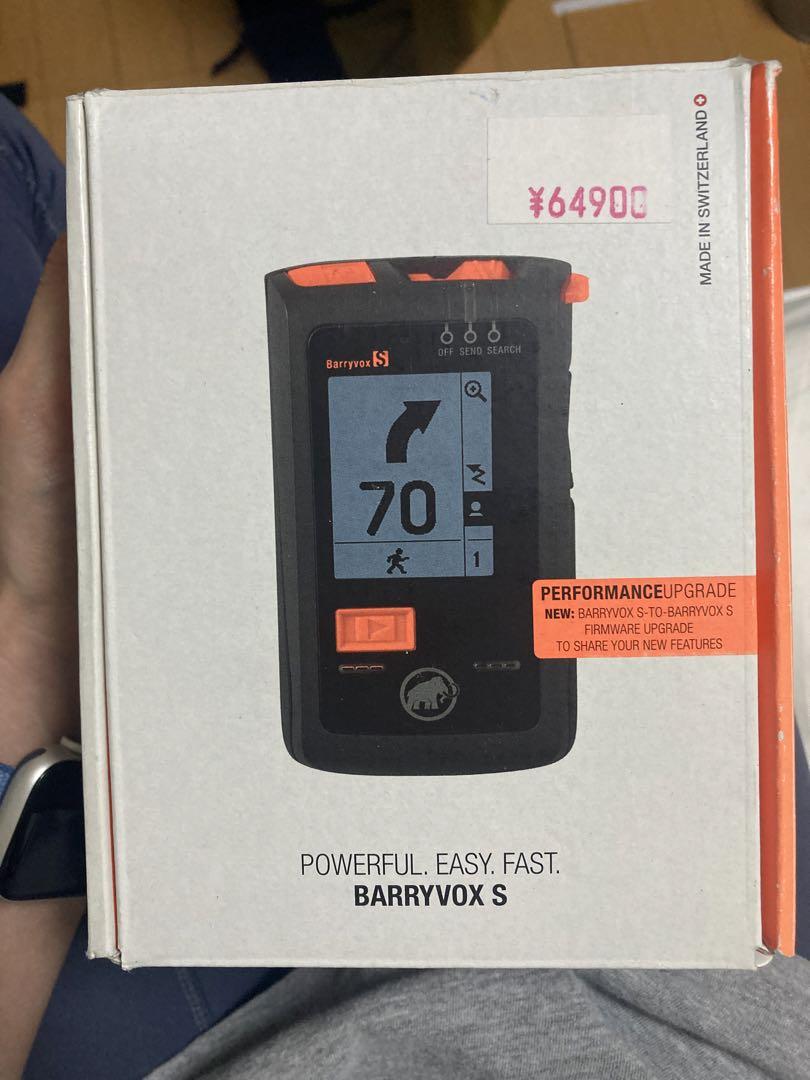 ¥64900
MADE IN SWITZERLAND
OFF SEND SEARCH
Barryvox S
70
1
PERFORMANCEUPGRADE
NEW: BARRYVOX S-TO-BARRYVOX S
FIRMWARE UPGRADE
TO SHARE YOUR NEW FEATURES
POWERFUL. EASY. FAST.
BARRYVOX S